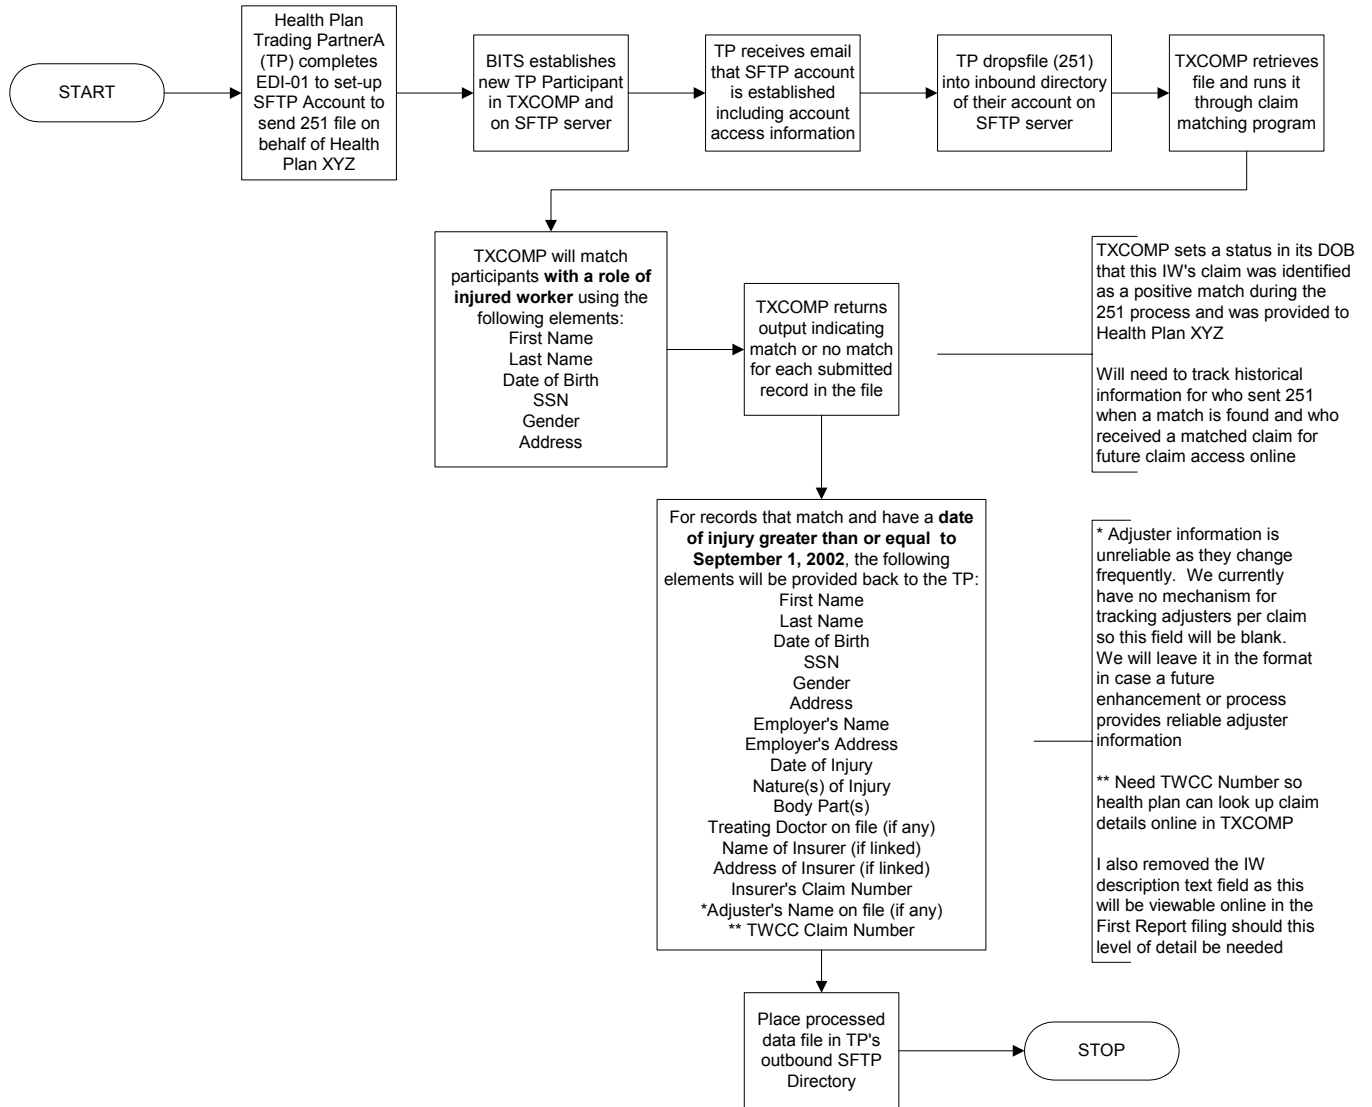 START
Health Plan
Trading PartnerA
(TP) completes
EDI-01 to set-up
SFTP Account to
send 251 file on
behalf of Health
Plan XYZ
BITS establishes
new TP Participant
in TXCOMP and
on SFTP server
TP receives email
that SFTP account
is established
including account
access information
TP dropsfile (251)
into inbound directory
of their account on
SFTP server
TXCOMP retrieves
file and runs it
through claim
matching program
TXCOMP will match
participants with a role of
injured worker using the
following elements:
First Name
Last Name
Date of Birth
SSN
Gender
Address
TXCOMP returns
output indicating
match or no match
for each submitted
record in the file
TXCOMP sets a status in its DOB
that this IW's claim was identified
as a positive match during the
251 process and was provided to
Health Plan XYZ
Will need to track historical
information for who sent 251
when a match is found and who
received a matched claim for
future claim access online
For records that match and have a date
of injury greater than or equal to
September 1, 2002, the following
elements will be provided back to the TP:
First Name
Last Name
Date of Birth
SSN
Gender
Address
Employer's Name
Employer's Address
Date of Injury
Nature(s) of Injury
Body Part(s)
Treating Doctor on file (if any)
Name of Insurer (if linked)
Address of Insurer (if linked)
Insurer's Claim Number
*Adjuster's Name on file (if any)
** TWCC Claim Number
* Adjuster information is
unreliable as they change
frequently. We currently
have no mechanism for
tracking adjusters per claim
so this field will be blank.
We will leave it in the format
in case a future
enhancement or process
provides reliable adjuster
information
** Need TWCC Number so
health plan can look up claim
details online in TXCOMP
I also removed the IW
description text field as this
will be viewable online in the
First Report filing should this
level of detail be needed
Place processed
data file in TP's
outbound SFTP
Directory
STOP